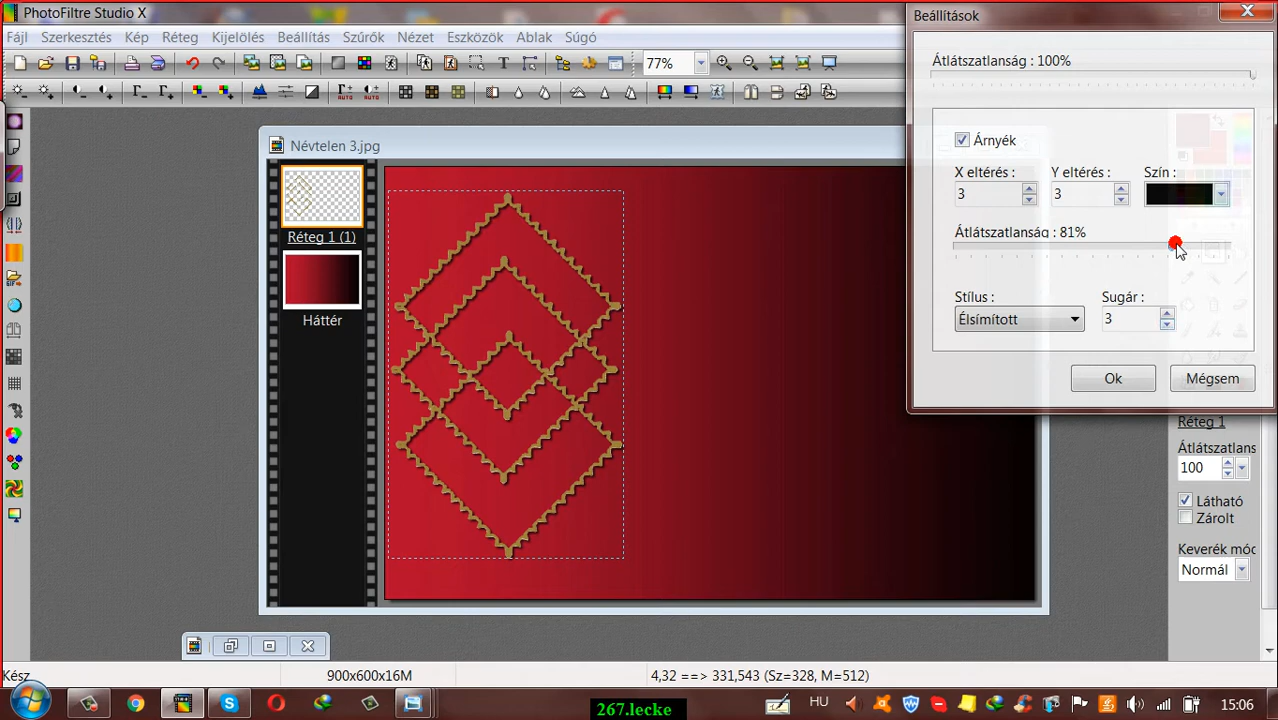 PhotoFiltre Studio X
Fájl Szerkesztés Kép Réteg Kijelölés Beállítás Szűrők Nézet Eszközök Ablak Súgó
77%
Névtelen 3.jpg
Réteg 1 (1)
Háttér
Beállítások
Átlátszatlanság : 100%
Árnyék
X eltérés : Y eltérés : Szín :
3 3
Átlátszatlanság : 81%
Stílus : Sugár :
Élsímított 3
Ok Mégsem
Réteg 1
Átlátszatlans
100
Látható
Zárolt
Keverék móc
Normál
Kész 900x600x16M 4,32 ==> 331,543 (Sz=328, M=512)
267.lecke
HU 15:06